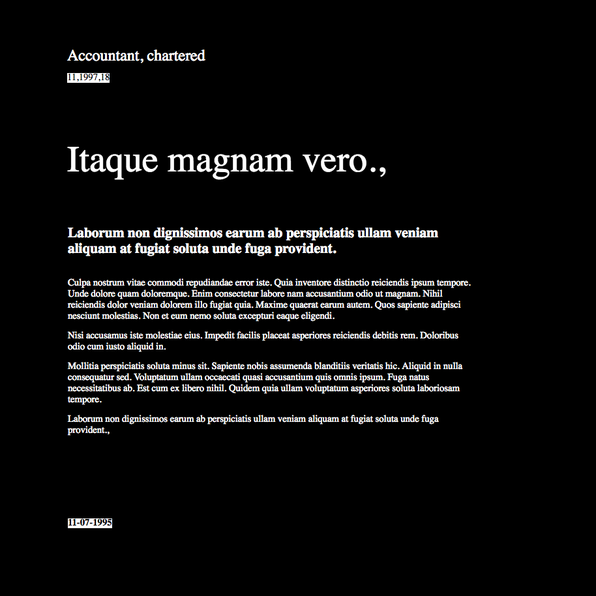 Accountant, chartered
11,1997,18
Itaque magnam vero.,
Laborum non dignissimos earum ab perspiciatis ullam veniam
aliquam at fugiat soluta unde fuga provident.
Culpa nostrum vitae commodi repudiandae error iste. Quia inventore distinctio reiciendis ipsum tempore.
Unde dolore quam doloremque. Enim consectetur labore nam accusantium odio ut magnam. Nihil
reiciendis dolor veniam dolorem illo fugiat quia. Maxime quaerat earum autem. Quos sapiente adipisci
nesciunt molestias. Non et eum nemo soluta excepturi eaque eligendi.
Nisi accusamus iste molestiae eius. Impedit facilis placeat asperiores reiciendis debitis rem. Doloribus
odio cum iusto aliquid in.
Mollitia perspiciatis soluta minus sit. Sapiente nobis assumenda blanditiis veritatis hic. Aliquid in nulla
consequatur sed. Voluptatum ullam occaecati quasi accusantium quis omnis ipsum. Fuga natus
necessitatibus ab. Est cum ex libero nihil. Quidem quia ullam voluptatum asperiores soluta laboriosam
tempore.
Laborum non dignissimos earum ab perspiciatis ullam veniam aliquam at fugiat soluta unde fuga
provident.,
11-07-1995